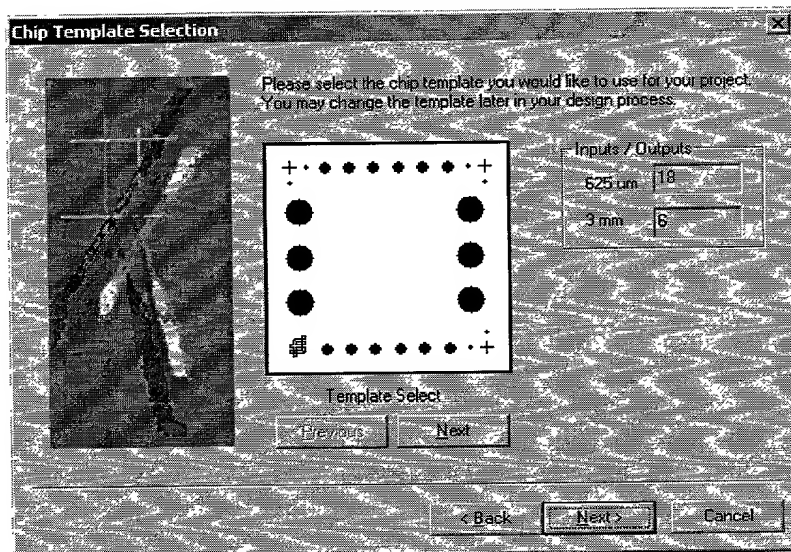 Chip Template Selection
Please select the chip template you would like to use for your project.
You may change the template later in your design process.
Inputs / Outputs
625 um 18
3 mm 6
Template Select
Previous Next
< Back Next > Cancel